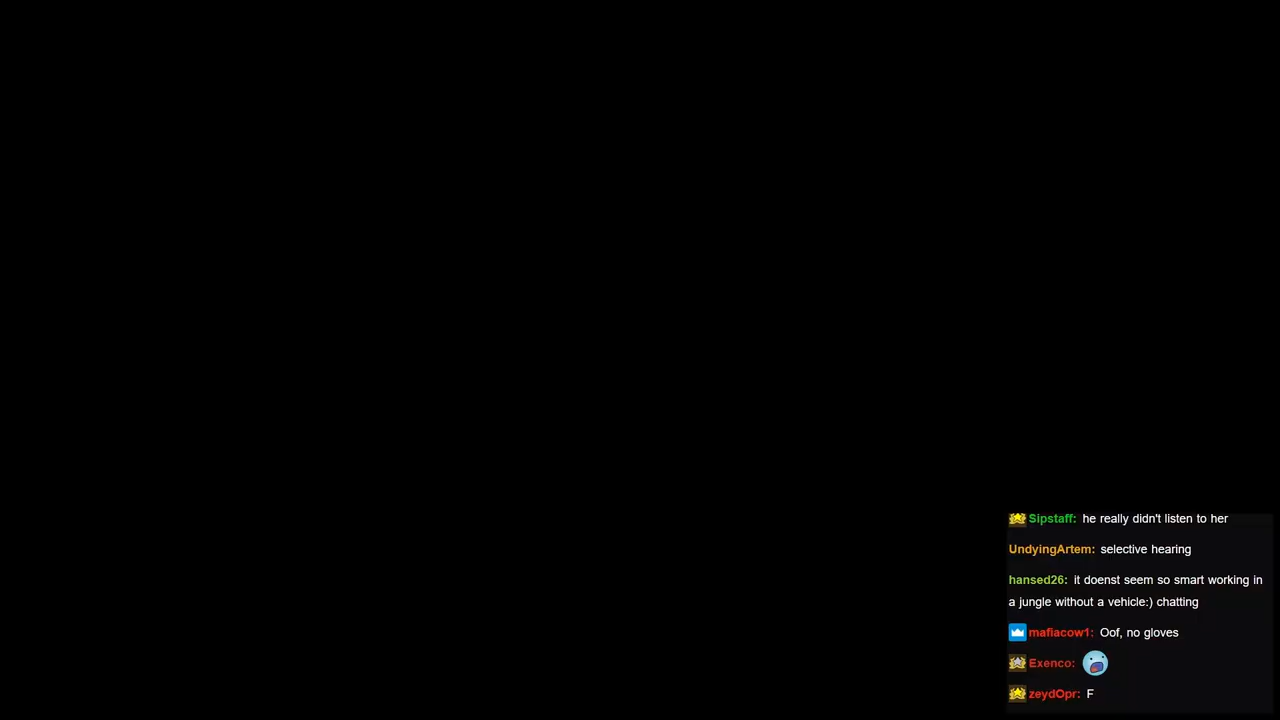 Sipstaff: he really didn't listen to her
UndyingArtem: selective hearing
hansed26: it doenst seem so smart working in
a jungle without a vehicle:) chatting
mafiacow1: Oof, no gloves
Exenco:
zeydOpr: F